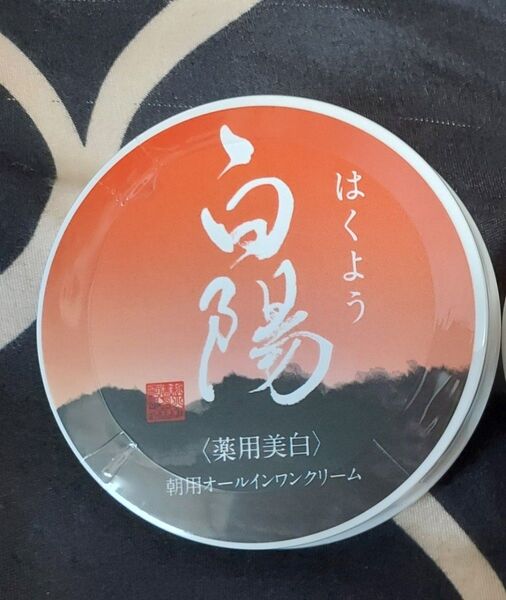 白陽
はくよう
〈薬用美白〉
朝用オールインワンクリーム